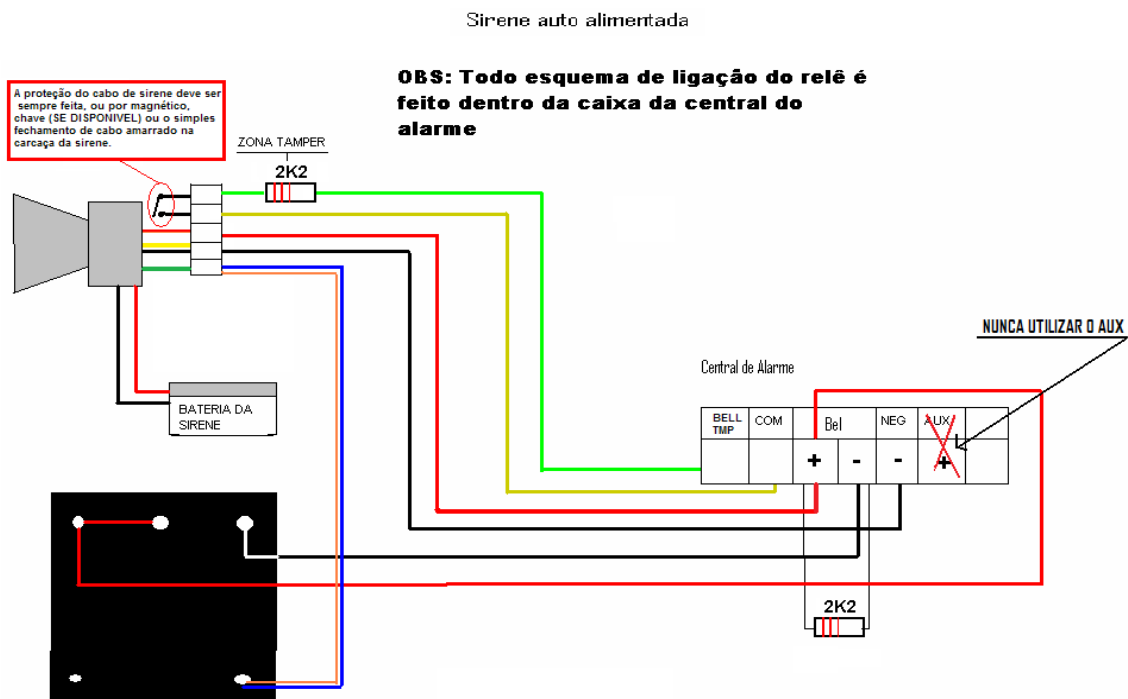 Sirene auto alimentada
OBS: Todo esquema de ligação do relê é
feito dentro da caixa da central do
alarme
A proteção do cabo de sirene deve ser
sempre feita, ou por magnético,
chave (SE DISPONIVEL) ou o simples
fechamento de cabo amarrado na
carcaça da sirene.
ZONA TAMPER
2K2
NUNCA UTILIZAR O AUX
Central de Alarme
BELL
TMP
COM
Bel
NEG
AUX
+
-
-
+
BATERIA DA
SIRENE
2K2